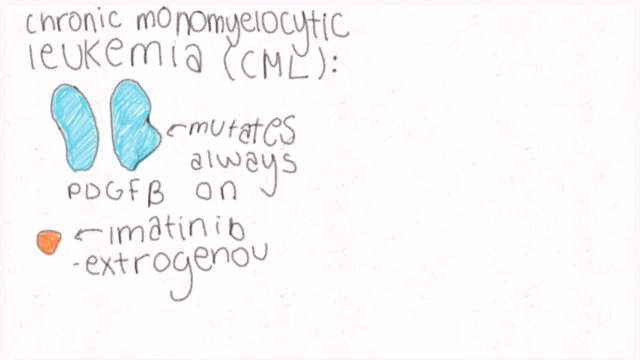 chronic monomyelocytic
leukemia (CML):
←mutates
always
PDGFβ on
←imatinib
-extrogenou